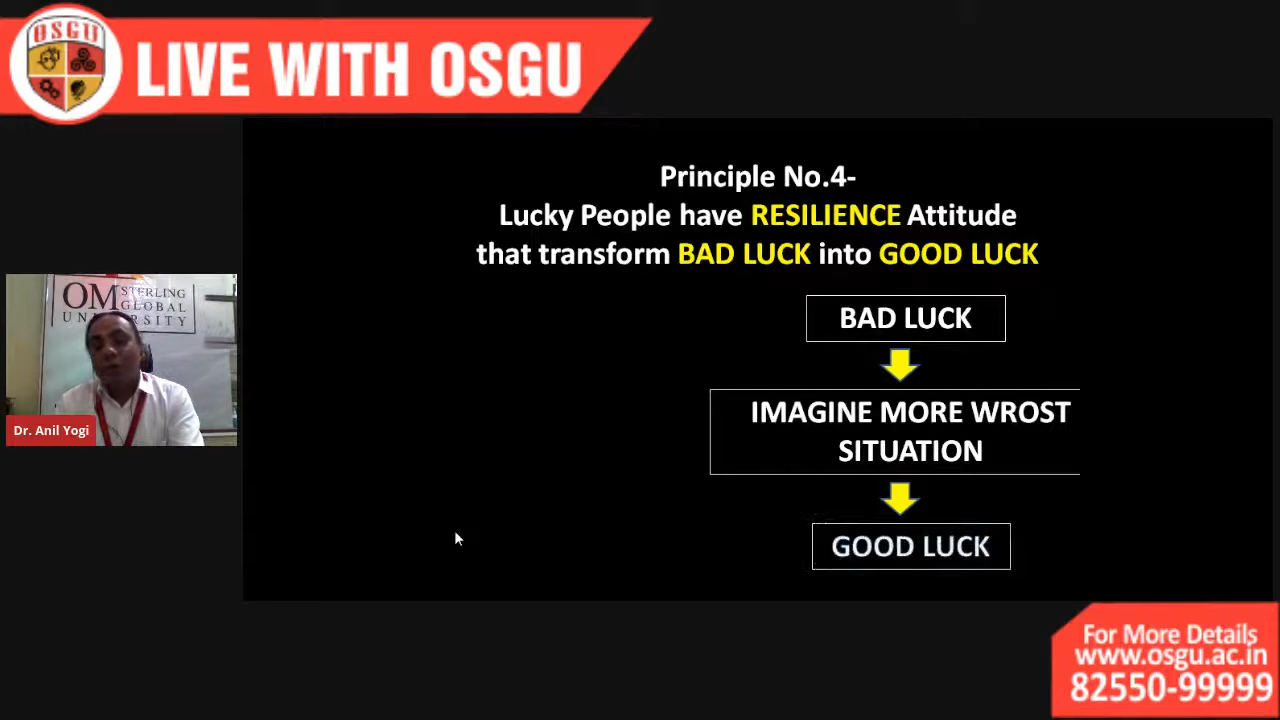 OSGU
LIVE WITH OSGU
Principle No.4-
Lucky People have RESILIENCE Attitude
that transform BAD LUCK into GOOD LUCK
BAD LUCK
IMAGINE MORE WROST
SITUATION
GOOD LUCK
OM STERLING
GLOBAL
UNIVERSITY
Dr. Anil Yogi
For More Details
www.osgu.ac.in
82550-99999